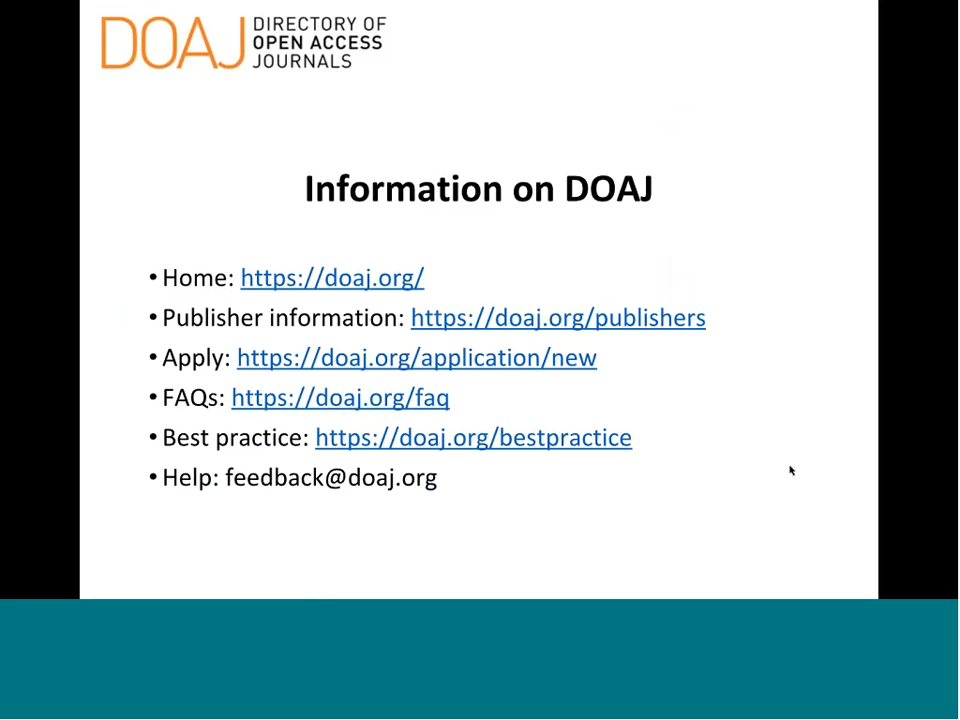 DOAJ DIRECTORY OF
OPEN ACCESS
JOURNALS
Information on DOAJ
• Home: https://doaj.org/
• Publisher information: https://doaj.org/publishers
• Apply: https://doaj.org/application/new
• FAQs: https://doaj.org/faq
• Best practice: https://doaj.org/bestpractice
• Help: feedback@doaj.org